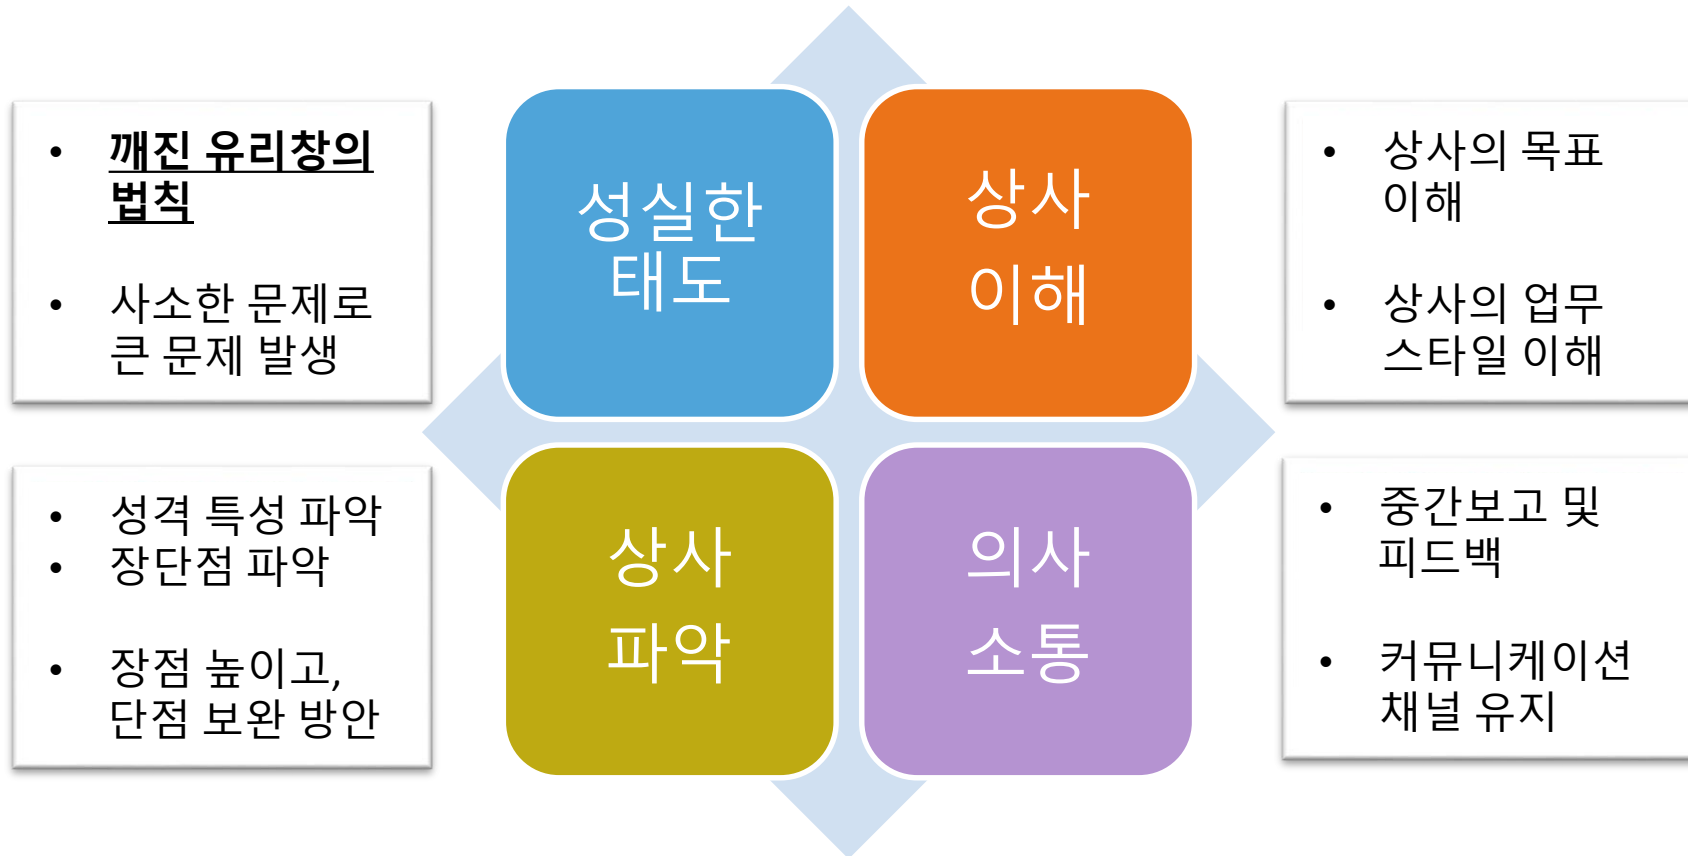 • 깨진 유리창의
법칙
• 사소한 문제로
큰 문제 발생
성실한
태도
상사
이해
• 상사의 목표
이해
• 상사의 업무
스타일 이해
• 성격 특성 파악
• 장단점 파악
• 장점 높이고,
단점 보완 방안
상사
파악
의사
소통
• 중간보고 및
피드백
• 커뮤니케이션
채널 유지